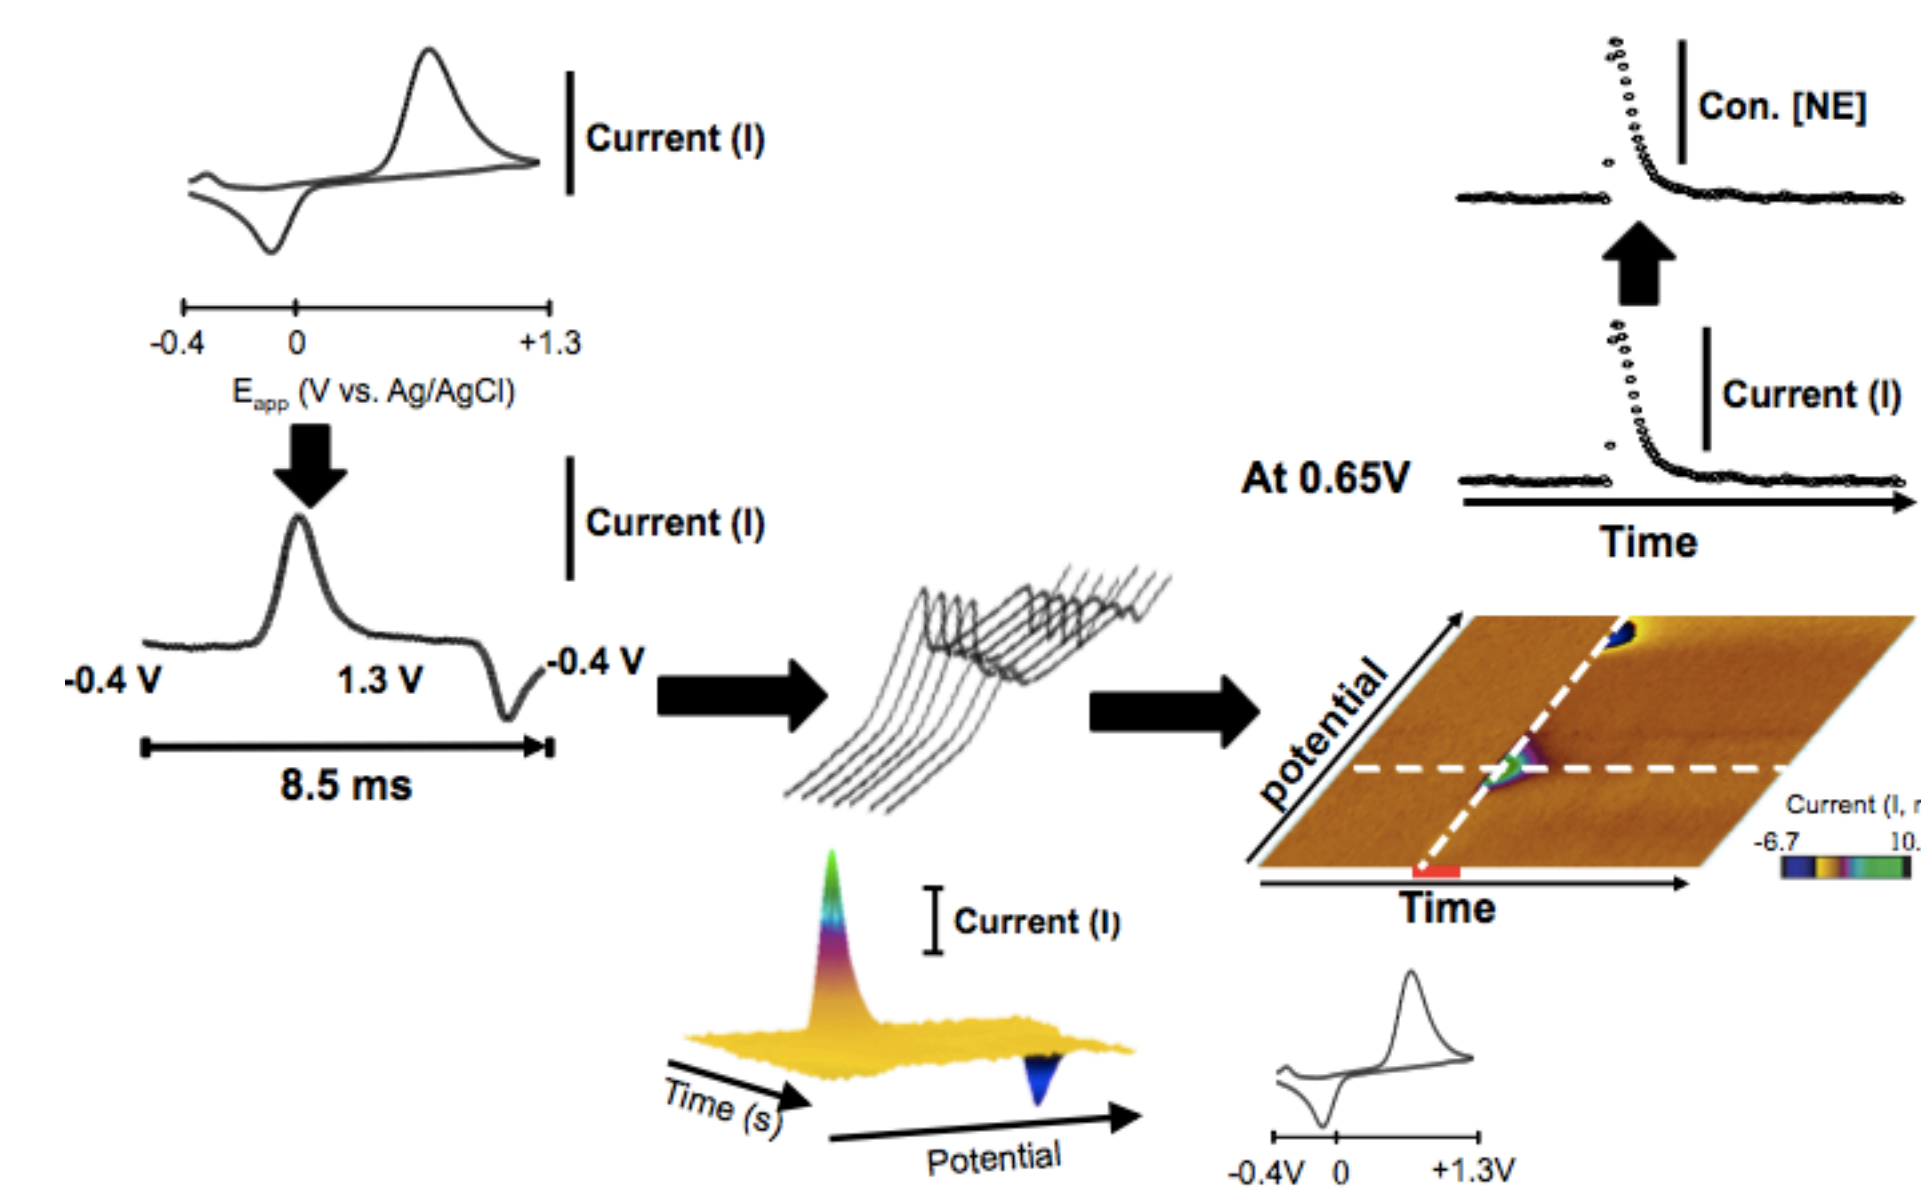 Current (I)
-0.4 0 +1.3
Eapp (V vs. Ag/AgCl)
Current (I)
-0.4 V 1.3 V -0.4 V
8.5 ms
Con. [NE]
Current (I)
At 0.65V
Time
potential
Current (I,
-6.7 10.
Time
Current (I)
Time (s)
Potential
-0.4V 0 +1.3V